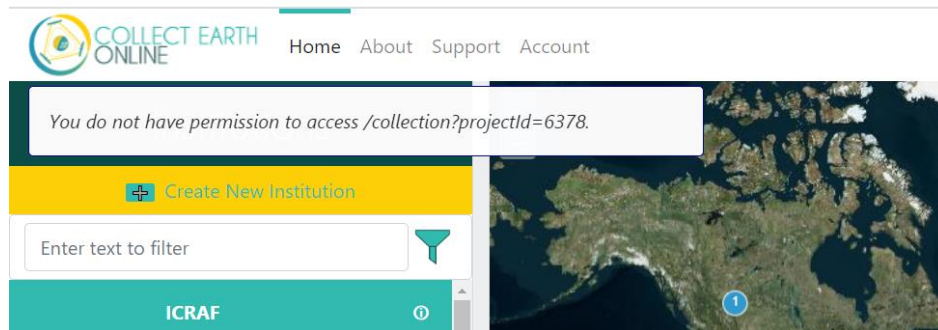 COLLECT EARTH
ONLINE
Home About Support Account
You do not have permission to access /collection?projectId=6378.
Create New Institution
Enter text to filter
ICRAF
1